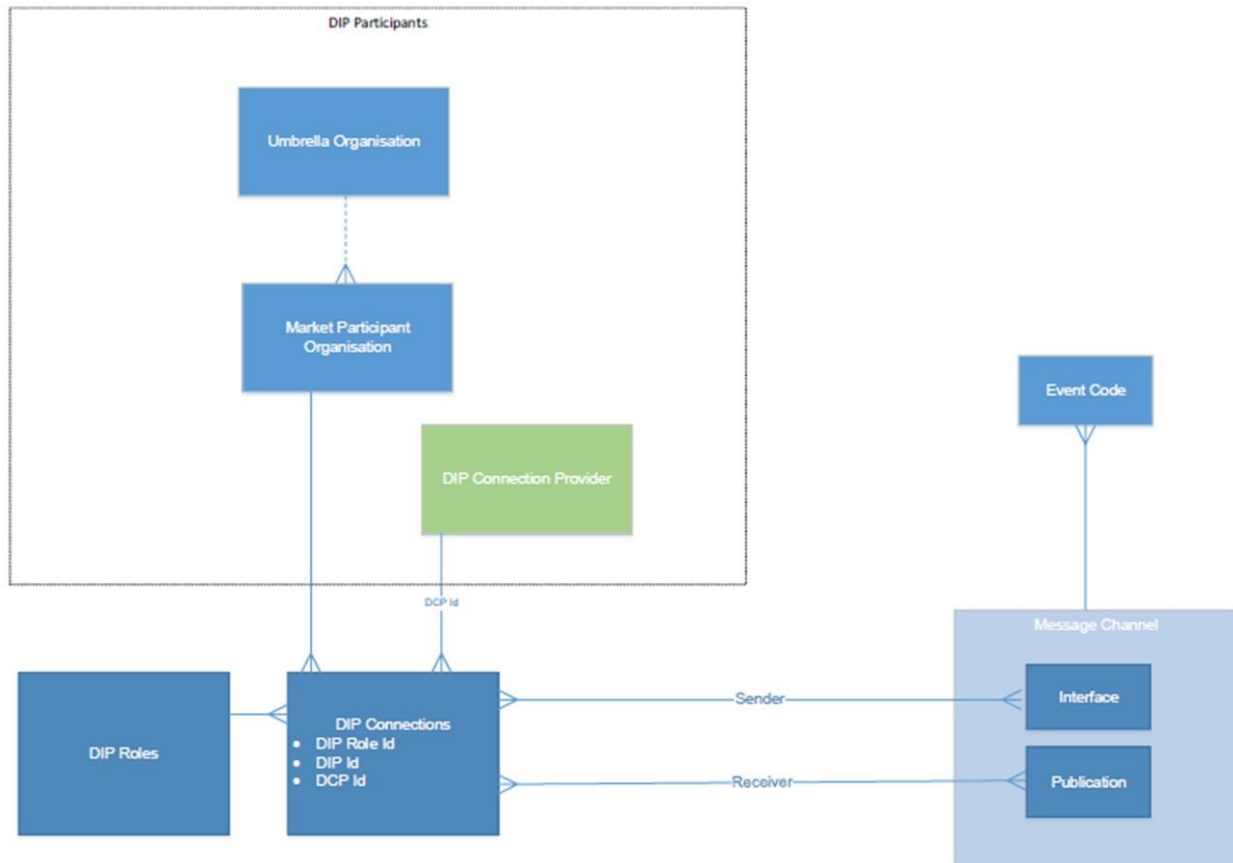 DIP Participants
Umbrella Organisation
Market Participant
Organisation
DIP Connection Provider
Event Code
DCP Id
Message Channel
DIP Roles
DIP Connections
• DIP Role Id
• DIP Id
• DCP Id
Sender
Interface
Receiver
Publication